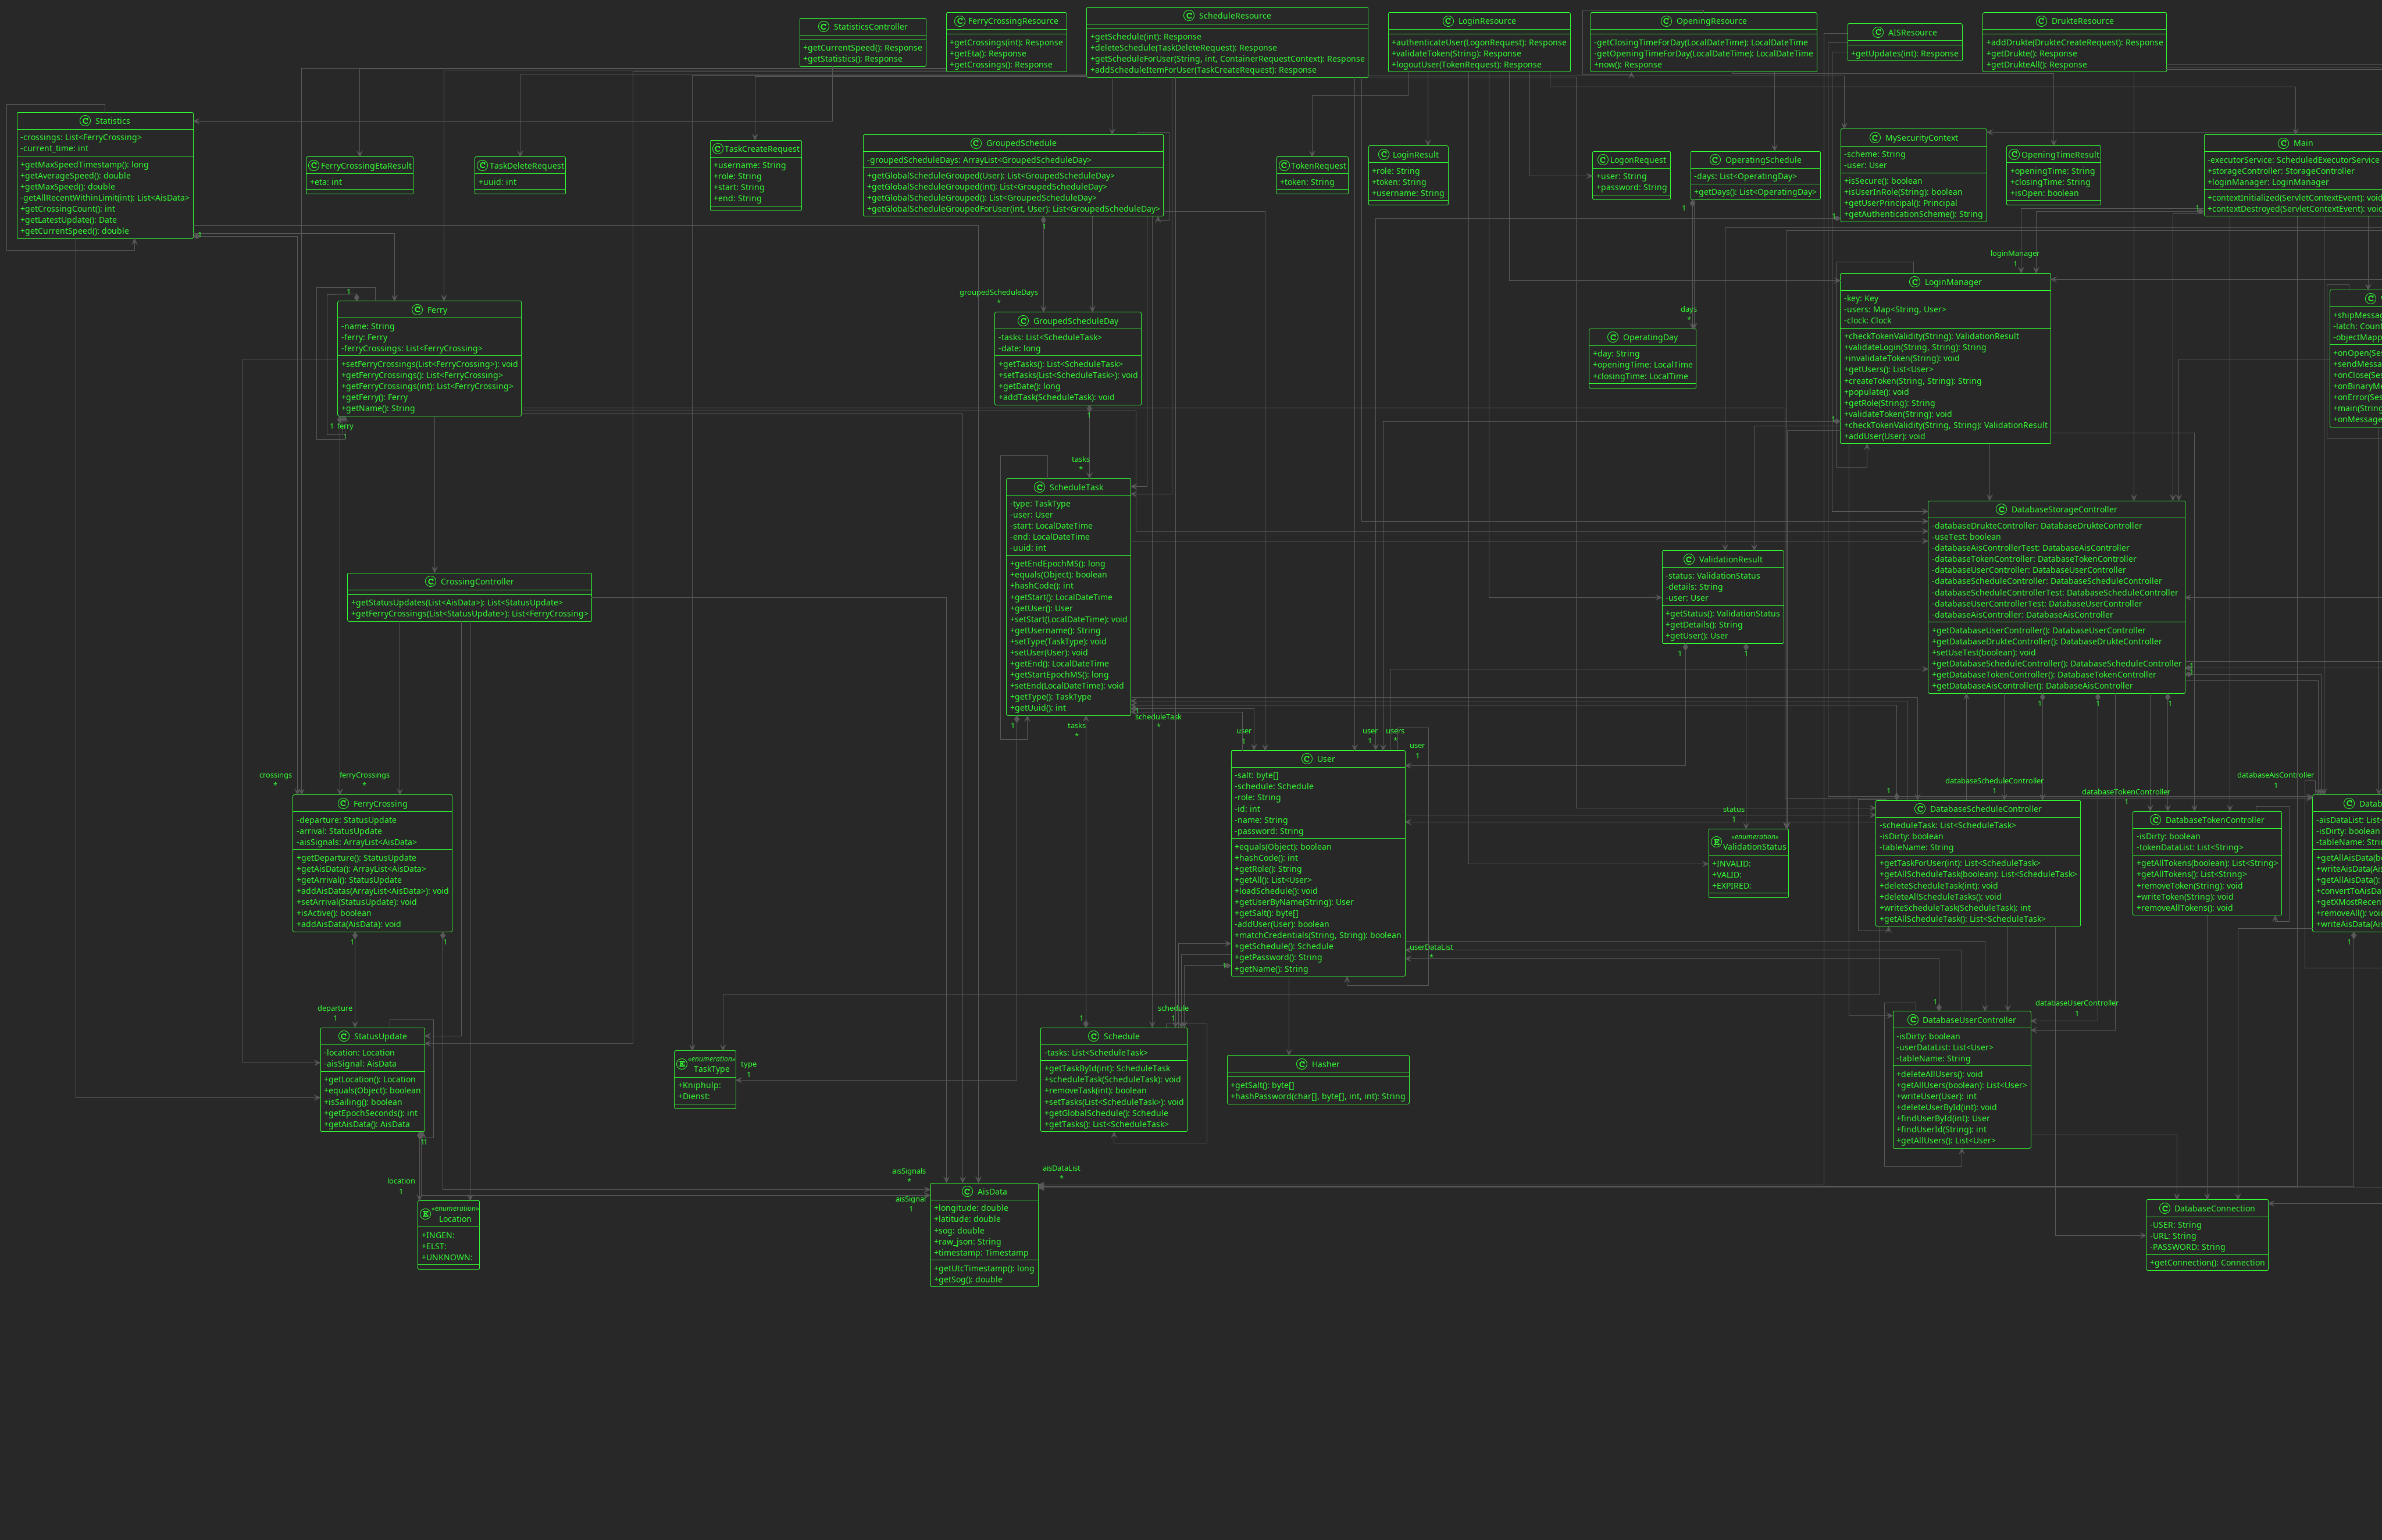 StatisticsController
+getCurrentSpeed(): Response
+getStatistics(): Response
FerryCrossingResource
+getCrossings(int): Response
+getEta(): Response
+getCrossings(): Response
ScheduleResource
+getSchedule(int): Response
+deleteSchedule(TaskDeleteRequest): Response
+getScheduleForUser(String, int, ContainerRequestContext): Response
+addScheduleItemForUser(TaskCreateRequest): Response
LoginResource
+authenticateUser(LogonRequest): Response
+validateToken(String): Response
+logoutUser(TokenRequest): Response
OpeningResource
-getClosingTimeForDay(LocalDateTime): LocalDateTime
-getOpeningTimeForDay(LocalDateTime): LocalDateTime
+now(): Response
AISResource
+getUpdates(int): Response
DrukteResource
+addDrukte(DrukteCreateRequest): Response
+getDrukte(): Response
+getDrukteAll(): Response
Statistics
-crossings: List<FerryCrossing>
-current_time: int
+getMaxSpeedTimestamp(): long
+getAverageSpeed(): double
+getMaxSpeed(): double
-getAllRecentWithinLimit(int): List<AisData>
+getCrossingCount(): int
+getLatestUpdate(): Date
+getCurrentSpeed(): double
1
FerryCrossingEtaResult
+eta: int
TaskDeleteRequest
+uuid: int
TaskCreateRequest
+username: String
+role: String
+start: String
+end: String
GroupedSchedule
-groupedScheduleDays: ArrayList<GroupedScheduleDay>
+getGlobalScheduleGrouped(User): List<GroupedScheduleDay>
+getGlobalScheduleGrouped(int): List<GroupedScheduleDay>
+getGlobalScheduleGrouped(): List<GroupedScheduleDay>
+getGlobalScheduleGroupedForUser(int, User): List<GroupedScheduleDay>
1
TokenRequest
+token: String
LoginResult
+role: String
+token: String
+username: String
LogonRequest
+user: String
+password: String
OperatingSchedule
-days: List<OperatingDay>
+getDays(): List<OperatingDay>
1
MySecurityContext
-scheme: String
-user: User
+isSecure(): boolean
+isUserInRole(String): boolean
+getUserPrincipal(): Principal
+getAuthenticationScheme(): String
1
OpeningTimeResult
+openingTime: String
+closingTime: String
+isOpen: boolean
Main
-executorService: ScheduledExecutorService
+storageController: StorageController
+loginManager: LoginManager
+contextInitialized(ServletContextEvent): void
+contextDestroyed(ServletContextEvent): void
1
loginManager
1
groupedScheduleDays
*
days
*
Ferry
-name: String
-ferry: Ferry
-ferryCrossings: List<FerryCrossing>
+setFerryCrossings(List<FerryCrossing>): void
+getFerryCrossings(): List<FerryCrossing>
+getFerryCrossings(int): List<FerryCrossing>
+getFerry(): Ferry
+getName(): String
1
1 ferry
1
GroupedScheduleDay
-tasks: List<ScheduleTask>
-date: long
+getTasks(): List<ScheduleTask>
+setTasks(List<ScheduleTask>): void
+getDate(): long
+addTask(ScheduleTask): void
1
OperatingDay
+day: String
+openingTime: LocalTime
+closingTime: LocalTime
LoginManager
-key: Key
-users: Map<String, User>
-clock: Clock
+checkTokenValidity(String): ValidationResult
+validateLogin(String, String): String
+invalidateToken(String): void
+getUsers(): List<User>
+createToken(String, String): String
+populate(): void
+getRole(String): String
+validateToken(String): void
+checkTokenValidity(String, String): ValidationResult
+addUser(User): void
1
+shipMessag
-latch: Count
-objectMapp
+onOpen(Ses
+sendMessa
+onClose(Ses
+onBinaryMe
+onError(Ses
+main(String
+onMessage
tasks
*
ScheduleTask
-type: TaskType
-user: User
-start: LocalDateTime
-end: LocalDateTime
-uuid: int
+getEndEpochMS(): long
+equals(Object): boolean
+hashCode(): int
+getStart(): LocalDateTime
+getUser(): User
+setStart(LocalDateTime): void
+getUsername(): String
+setType(TaskType): void
+setUser(User): void
+getEnd(): LocalDateTime
+getStartEpochMS(): long
+setEnd(LocalDateTime): void
+getType(): TaskType
+getUuid(): int
1
1
CrossingController
+getStatusUpdates(List<AisData>): List<StatusUpdate>
+getFerryCrossings(List<StatusUpdate>): List<FerryCrossing>
ValidationResult
-status: ValidationStatus
-details: String
-user: User
+getStatus(): ValidationStatus
+getDetails(): String
+getUser(): User
1
1
DatabaseStorageController
-databaseDrukteController: DatabaseDrukteController
-useTest: boolean
-databaseAisControllerTest: DatabaseAisController
-databaseTokenController: DatabaseTokenController
-databaseUserController: DatabaseUserController
-databaseScheduleController: DatabaseScheduleController
-databaseScheduleControllerTest: DatabaseScheduleController
-databaseUserControllerTest: DatabaseUserController
-databaseAisController: DatabaseAisController
+getDatabaseUserController(): DatabaseUserController
+getDatabaseDrukteController(): DatabaseDrukteController
+setUseTest(boolean): void
+getDatabaseScheduleController(): DatabaseScheduleController
+getDatabaseTokenController(): DatabaseTokenController
+getDatabaseAisController(): DatabaseAisController
1
1
1
1
1
tasks
*
scheduleTask
*
user
1
user
1
users
*
user
1
crossings
*
ferryCrossings
*
status
1
databaseScheduleController
1
1
databaseTokenController
1
databaseAisController
1
FerryCrossing
-departure: StatusUpdate
-arrival: StatusUpdate
-aisSignals: ArrayList<AisData>
+getDeparture(): StatusUpdate
+getAisData(): ArrayList<AisData>
+getArrival(): StatusUpdate
+addAisDatas(ArrayList<AisData>): void
+setArrival(StatusUpdate): void
+isActive(): boolean
+addAisData(AisData): void
1
1
User
-salt: byte[]
-schedule: Schedule
-role: String
-id: int
-name: String
-password: String
+equals(Object): boolean
+hashCode(): int
+getRole(): String
+getAll(): List<User>
+loadSchedule(): void
+getUserByName(String): User
+getSalt(): byte[]
-addUser(User): boolean
+matchCredentials(String, String): boolean
+getSchedule(): Schedule
+getPassword(): String
+getName(): String
userDataList
*
«enumeration»
ValidationStatus
+INVALID:
+VALID:
+EXPIRED:
DatabaseScheduleController
-scheduleTask: List<ScheduleTask>
-isDirty: boolean
-tableName: String
+getTaskForUser(int): List<ScheduleTask>
+getAllScheduleTask(boolean): List<ScheduleTask>
+deleteScheduleTask(int): void
+deleteAllScheduleTasks(): void
+writeScheduleTask(ScheduleTask): int
+getAllScheduleTask(): List<ScheduleTask>
DatabaseTokenController
-isDirty: boolean
-tokenDataList: List<String>
+getAllTokens(boolean): List<String>
+getAllTokens(): List<String>
+removeToken(String): void
+writeToken(String): void
+removeAllTokens(): void
Datab
-aisDataList: List<
-isDirty: boolean
-tableName: Strin
+getAllAisData(bo
+writeAisData(Ais
+getAllAisData():
+convertToAisDa
+getXMostRecen
+removeAll(): voi
+writeAisData(Ais
1
departure
1
schedule
1
1
1
databaseUserController
1
StatusUpdate
-location: Location
-aisSignal: AisData
+getLocation(): Location
+equals(Object): boolean
+isSailing(): boolean
+getEpochSeconds(): int
+getAisData(): AisData
11
«enumeration»
TaskType
+Kniphulp:
+Dienst:
type
1
Schedule
-tasks: List<ScheduleTask>
+getTaskById(int): ScheduleTask
+scheduleTask(ScheduleTask): void
+removeTask(int): boolean
+setTasks(List<ScheduleTask>): void
+getGlobalSchedule(): Schedule
+getTasks(): List<ScheduleTask>
Hasher
+getSalt(): byte[]
+hashPassword(char[], byte[], int, int): String
DatabaseUserController
-isDirty: boolean
-userDataList: List<User>
-tableName: String
+deleteAllUsers(): void
+getAllUsers(boolean): List<User>
+writeUser(User): int
+deleteUserById(int): void
+findUserById(int): User
+findUserId(String): int
+getAllUsers(): List<User>
location
1
aisSignals
*
aisDataList
*
aisSignal
1
«enumeration»
Location
+INGEN:
+ELST:
+UNKNOWN:
AisData
+longitude: double
+latitude: double
+sog: double
+raw_json: String
+timestamp: Timestamp
+getUtcTimestamp(): long
+getSog(): double
DatabaseConnection
-USER: String
-URL: String
-PASSWORD: String
+getConnection(): Connection